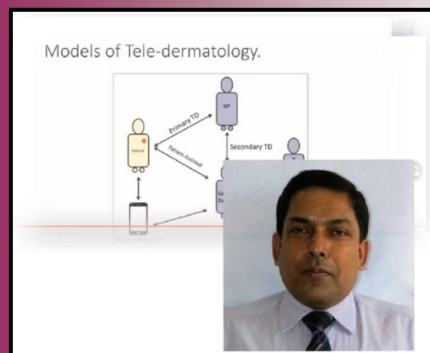 Models of Tele-dermatology.
GP
Primary TD
Patient
Patient Assisted
Secondary TD